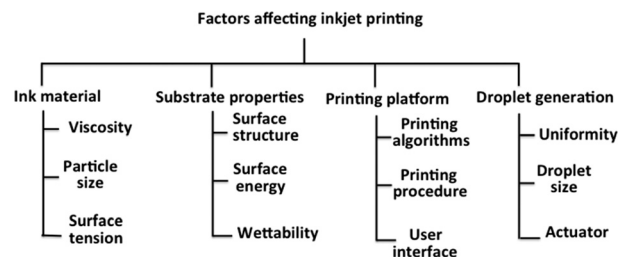 Factors affecting inkjet printing
Ink material
Viscosity
Particle
size
Surface
tension
Substrate properties
Surface
structure
Surface
energy
Wettability
Printing platform
Printing
algorithms
Printing
procedure
User
interface
Droplet generation
Uniformity
Droplet
size
Actuator